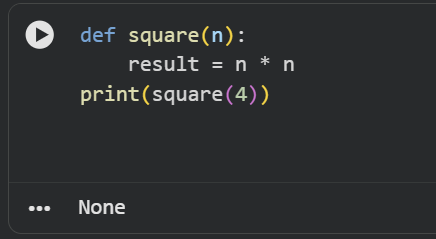 def square(n):
    result = n * n
print(square(4))
None